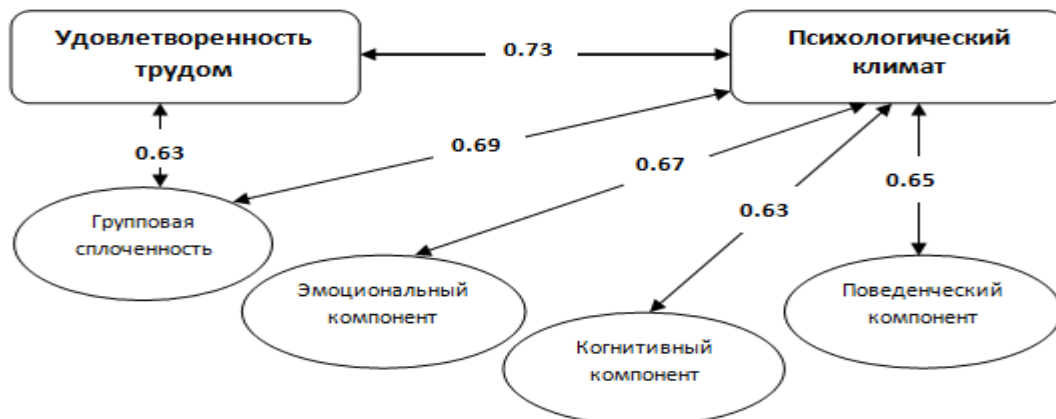 Удовлетворенность
трудом
0.73
Психологический
климат
0.63
0.69
0.67
0.63
0.65
Групповая
сплоченность
Эмоциональный
компонент
Когнитивный
компонент
Поведенческий
компонент